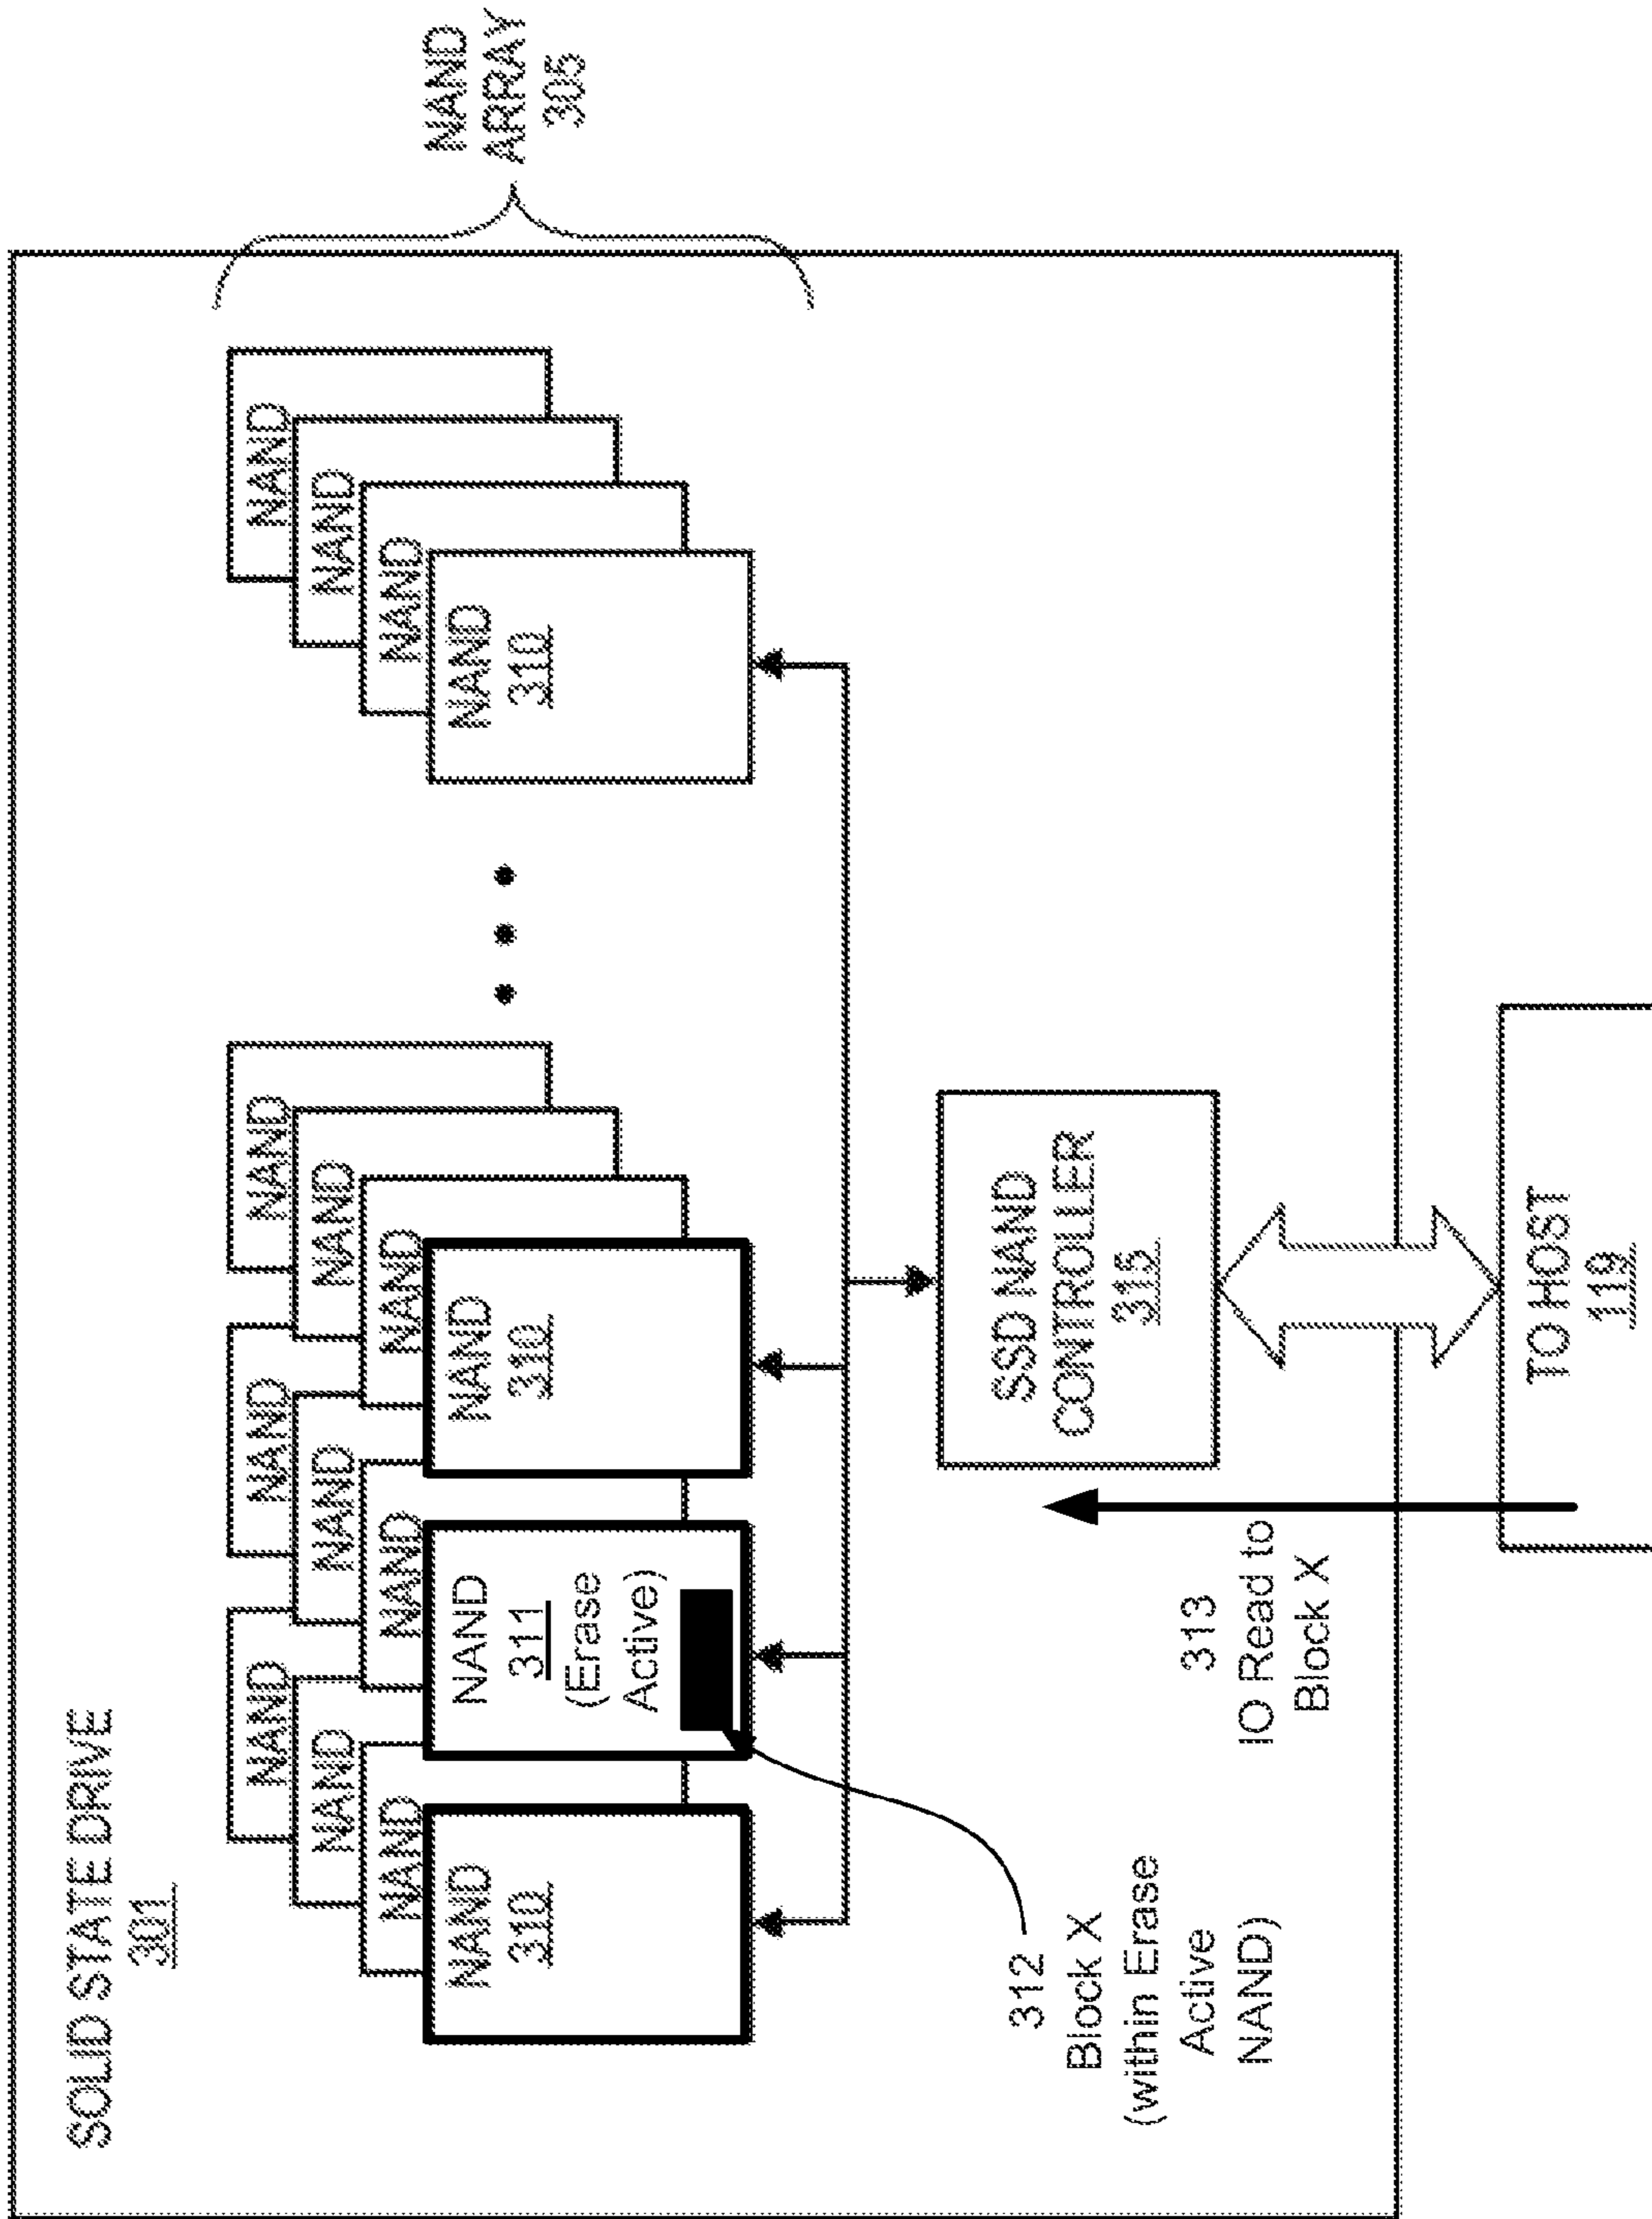 SOLID STATE DRIVE
301
NAND
NAND
NAND
NAND
310
NAND
NAND
NAND
NAND
311
(Erase
Active)
NAND
NAND
NAND
NAND
310
NAND
NAND
NAND
NAND
310
NAND
ARRAY
305
312
Block X
(within Erase
Active
NAND)
313
IO Read to
Block X
SSD NAND
CONTROLLER
315
TO HOST
119